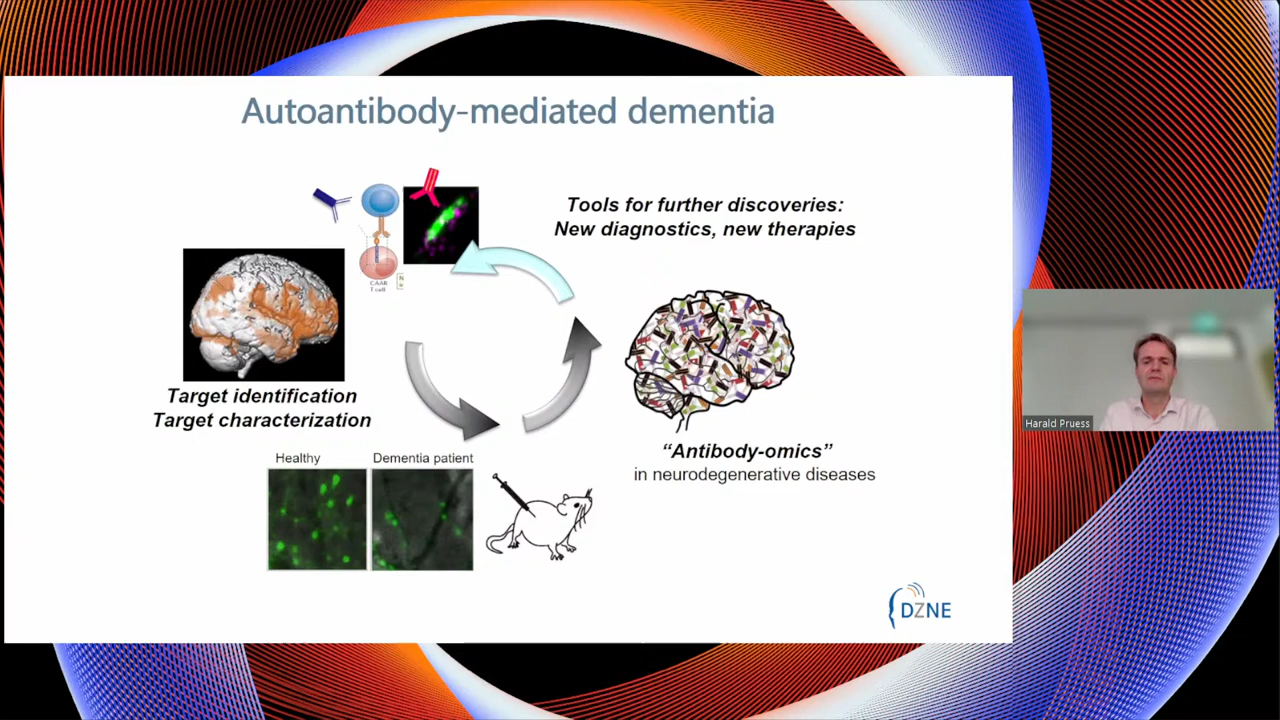 Autoantibody-mediated dementia
Tools for further discoveries:
New diagnostics, new therapies
CAAR
T cell
Target identification
Target characterization
"Antibody-omics"
in neurodegenerative diseases
Healthy
Dementia patient
DZNE
Harald Pruess